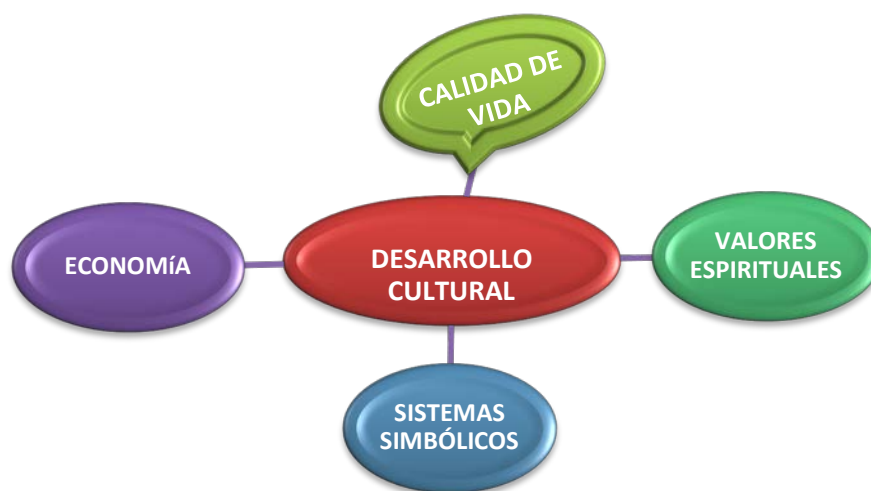 CALIDAD DE
VIDA
ECONOMíA
DESARROLLO
CULTURAL
VALORES
ESPIRITUALES
SISTEMAS
SIMBÓLICOS